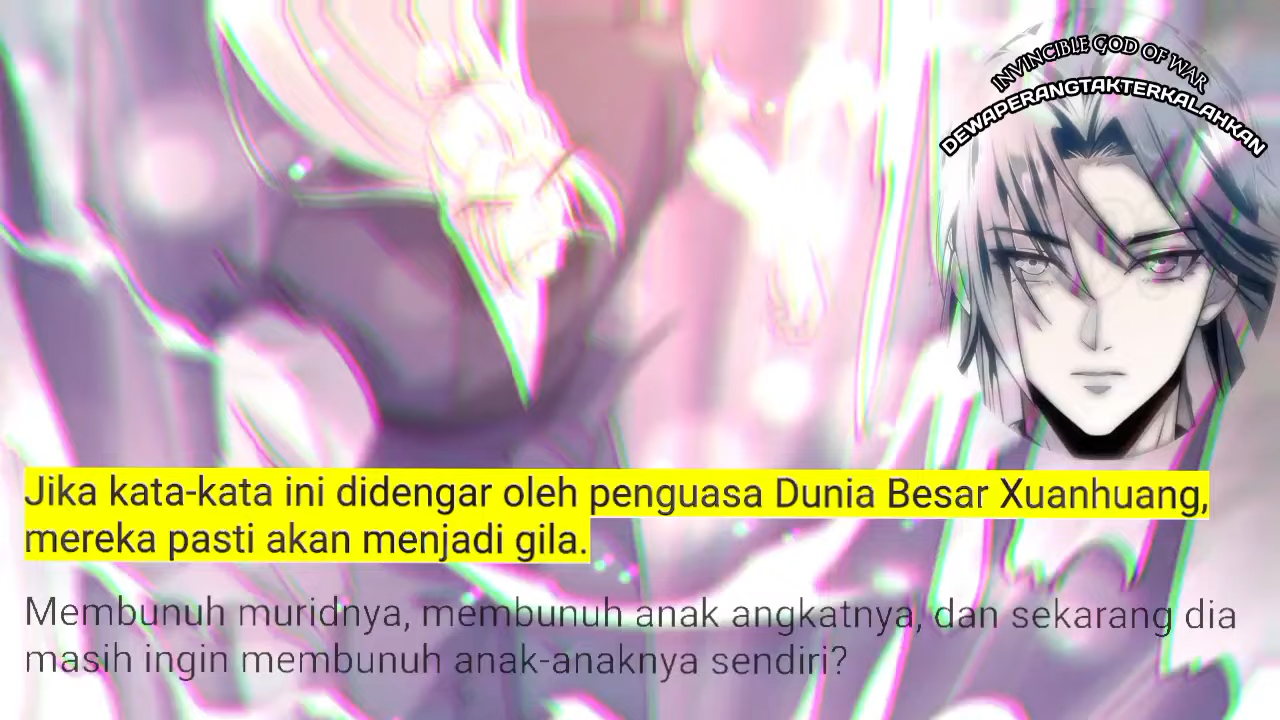 INVINCIBLE GOD OF WAR
DEWAPERANGTAKTERKALAHKAN
Jika kata-kata ini didengar oleh penguasa Dunia Besar Xuanhuang,
mereka pasti akan menjadi gila.
Membunuh muridnya, membunuh anak angkatnya, dan sekarang dia
masih ingin membunuh anak-anaknya sendiri?